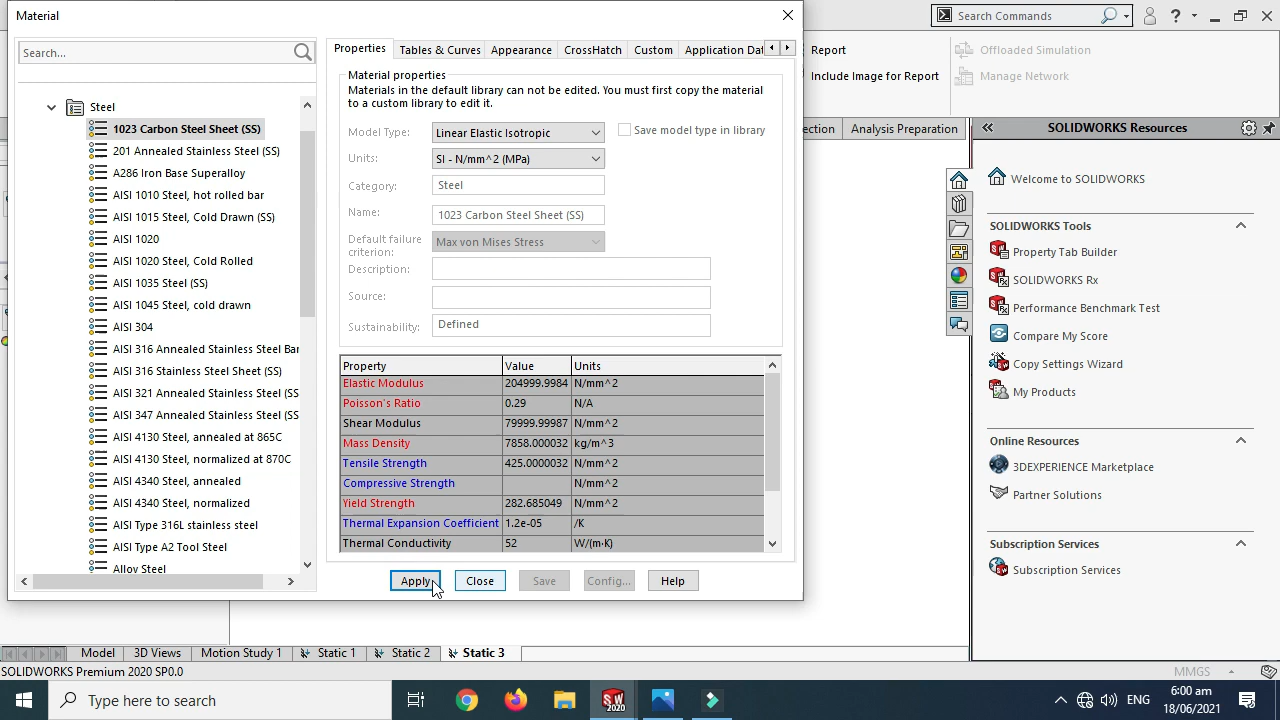 Material
Search...
Steel
1023 Carbon Steel Sheet (SS)
201 Annealed Stainless Steel (SS)
A286 Iron Base Superalloy
AISI 1010 Steel, hot rolled bar
AISI 1015 Steel, Cold Drawn (SS)
AISI 1020
AISI 1020 Steel, Cold Rolled
AISI 1035 Steel (SS)
AISI 1045 Steel, cold drawn
AISI 304
AISI 316 Annealed Stainless Steel Bar
AISI 316 Stainless Steel Sheet (SS)
AISI 321 Annealed Stainless Steel (SS
AISI 347 Annealed Stainless Steel (SS
AISI 4130 Steel, annealed at 865C
AISI 4130 Steel, normalized at 870C
AISI 4340 Steel, annealed
AISI 4340 Steel, normalized
AISI Type 316L stainless steel
AISI Type A2 Tool Steel
Alloy Steel
Properties Tables & Curves Appearance CrossHatch Custom Application Dat
Material properties
Materials in the default library can not be edited. You must first copy the material
to a custom library to edit it.
Model Type: Linear Elastic Isotropic Save model type in library
Units: SI - N/mm^2 (MPa)
Category: Steel
Name: 1023 Carbon Steel Sheet (SS)
Default failure
criterion: Max von Mises Stress
Description:
Source:
Sustainability: Defined
Property Value Units
Elastic Modulus 204999.9984 N/mm^2
Poisson's Ratio 0.29 N/A
Shear Modulus 79999.99987 N/mm^2
Mass Density 7858.000032 kg/m^3
Tensile Strength 425.0000032 N/mm^2
Compressive Strength N/mm^2
Yield Strength 282.685049 N/mm^2
Thermal Expansion Coefficient 1.2e-05 /K
Thermal Conductivity 52 W/(m·K)
Apply Close Save Config... Help
Search Commands
Report
Include Image for Report
Offloaded Simulation
Manage Network
ection Analysis Preparation
SOLIDWORKS Resources
Welcome to SOLIDWORKS
SOLIDWORKS Tools
Property Tab Builder
SOLIDWORKS Rx
Performance Benchmark Test
Compare My Score
Copy Settings Wizard
My Products
Online Resources
3DEXPERIENCE Marketplace
Partner Solutions
Subscription Services
Subscription Services
Model 3D Views Motion Study 1 Static 1 Static 2 Static 3
SOLIDWORKS Premium 2020 SP0.0
MMGS
Type here to search
SW
2020
ENG
6:00 am
18/06/2021